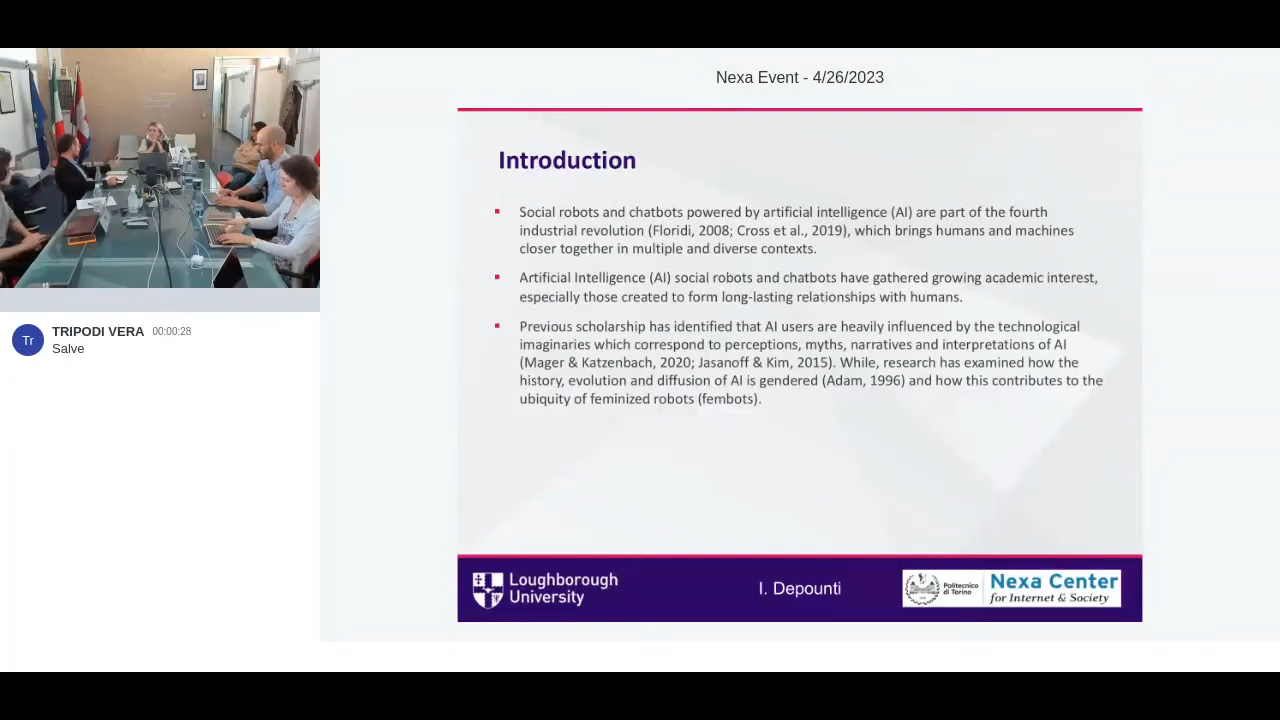 Nexa Event - 4/26/2023
Introduction
Social robots and chatbots powered by artificial intelligence (AI) are part of the fourth
industrial revolution (Floridi, 2008; Cross et al., 2019), which brings humans and machines
closer together in multiple and diverse contexts.
Artificial Intelligence (AI) social robots and chatbots have gathered growing academic interest,
especially those created to form long-lasting relationships with humans.
Previous scholarship has identified that AI users are heavily influenced by the technological
imaginaries which correspond to perceptions, myths, narratives and interpretations of AI
(Mager & Katzenbach, 2020; Jasanoff & Kim, 2015). While, research has examined how the
history, evolution and diffusion of AI is gendered (Adam, 1996) and how this contributes to the
ubiquity of feminized robots (fembots).
Loughborough
University
I. Depounti
Politecnico
di Torino
Nexa Center
for Internet & Society
Tr
TRIPODI VERA 00:00:28
Salve